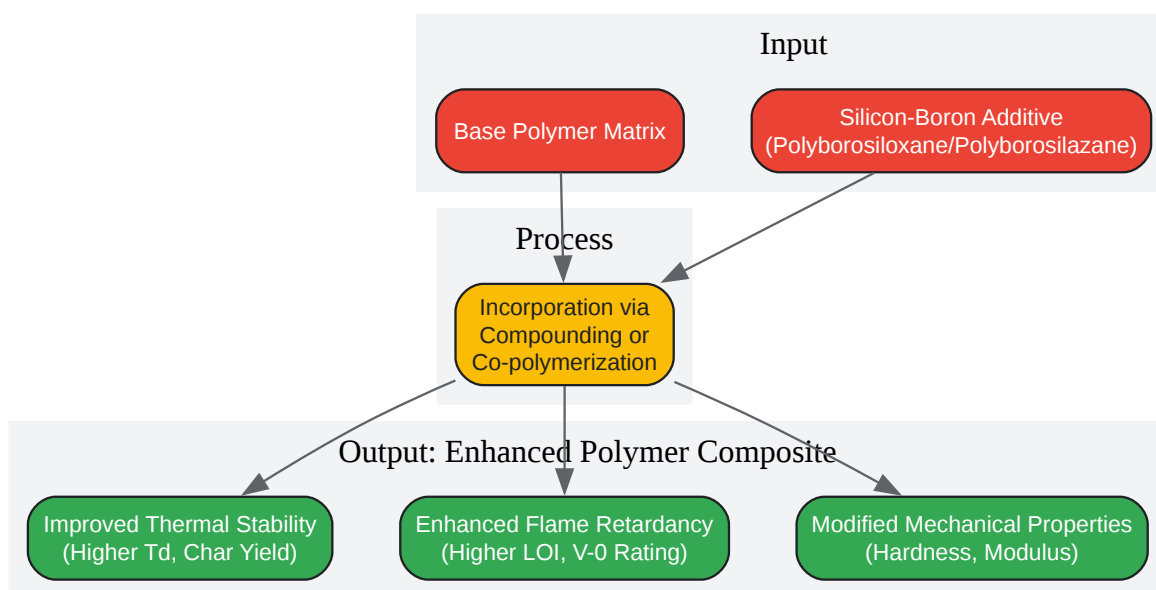 Input
Base Polymer Matrix
Silicon-Boron Additive
(Polyborosiloxane/Polyborosilazane)
Process
Incorporation via
Compounding or
Co-polymerization
Output: Enhanced Polymer Composite
Improved Thermal Stability
(Higher Td, Char Yield)
Enhanced Flame Retardancy
(Higher LOI, V-0 Rating)
Modified Mechanical Properties
(Hardness, Modulus)